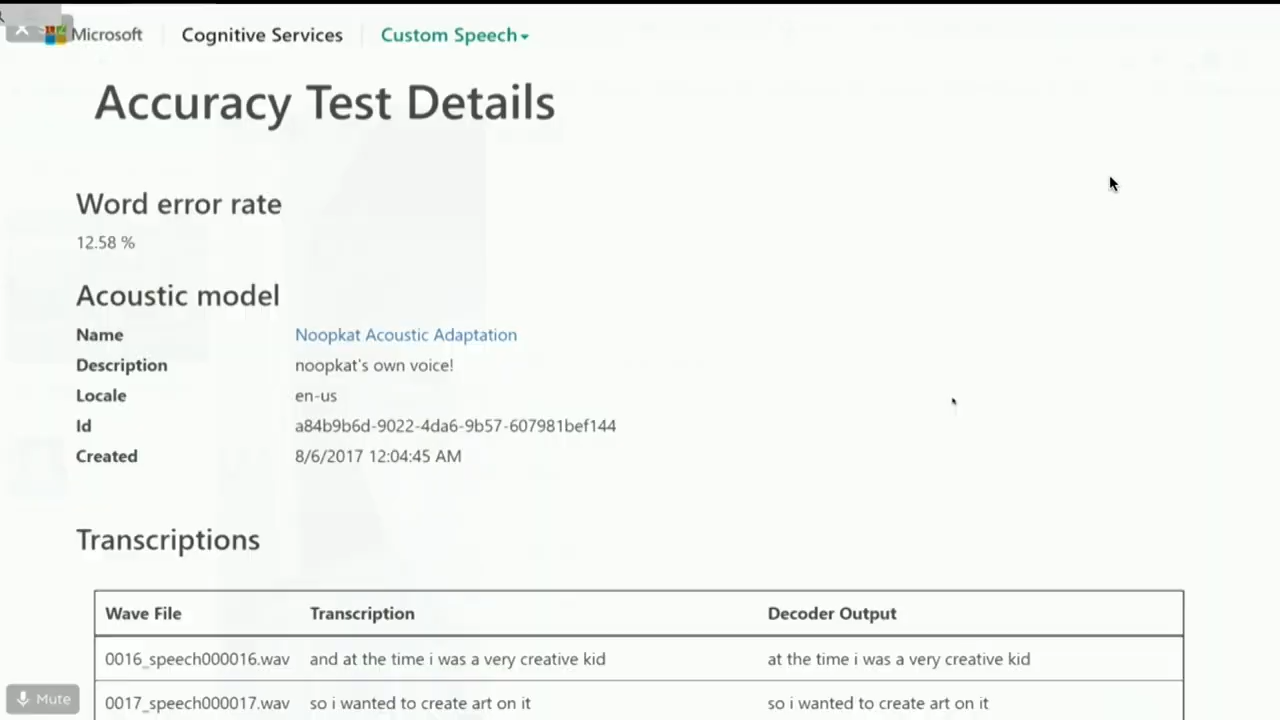 Microsoft Cognitive Services Custom Speech
Accuracy Test Details
Word error rate
12.58 %
Acoustic model
Name Noopkat Acoustic Adaptation
Description noopkat's own voice!
Locale en-us
Id a84b9b6d-9022-4da6-9b57-607981bef144
Created 8/6/2017 12:04:45 AM
Transcriptions
Wave File Transcription Decoder Output
0016_speech000016.wav and at the time i was a very creative kid at the time i was a very creative kid
0017_speech000017.wav so i wanted to create art on it so i wanted to create art on it
Mute